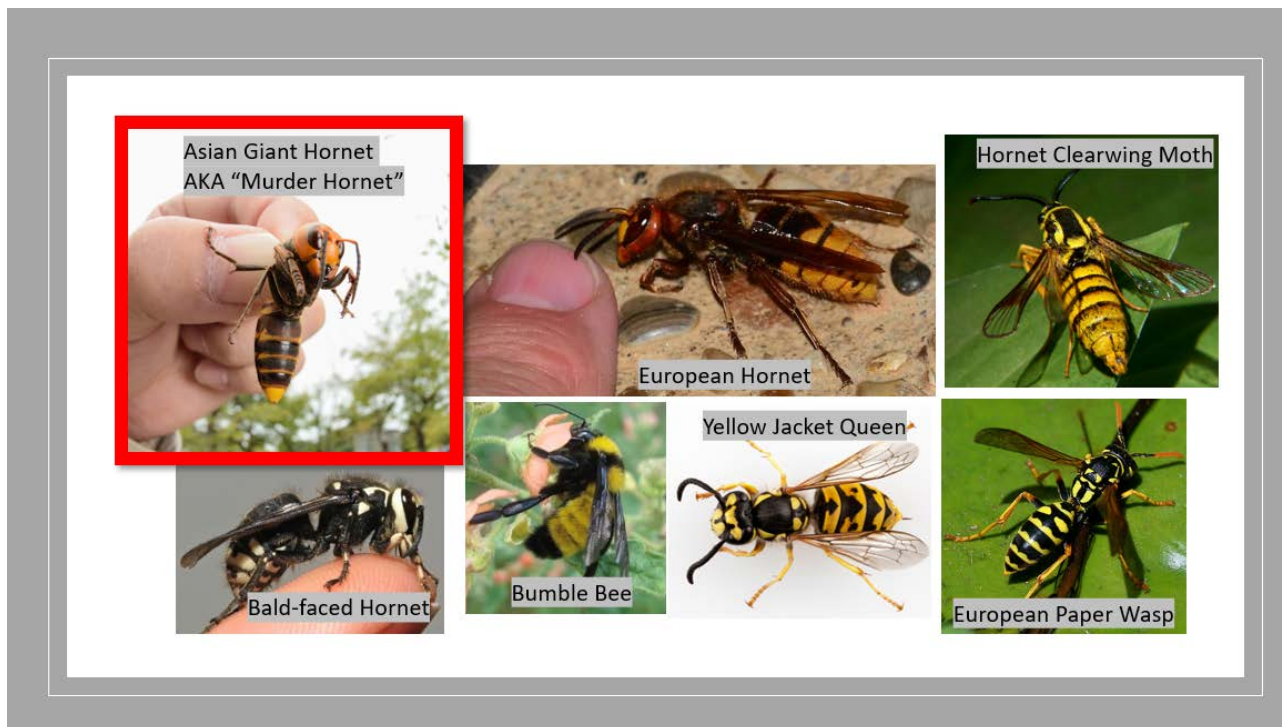 Asian Giant Hornet
AKA “Murder Hornet”
European Hornet
Hornet Clearwing Moth
Bald-faced Hornet
Bumble Bee
Yellow Jacket Queen
European Paper Wasp